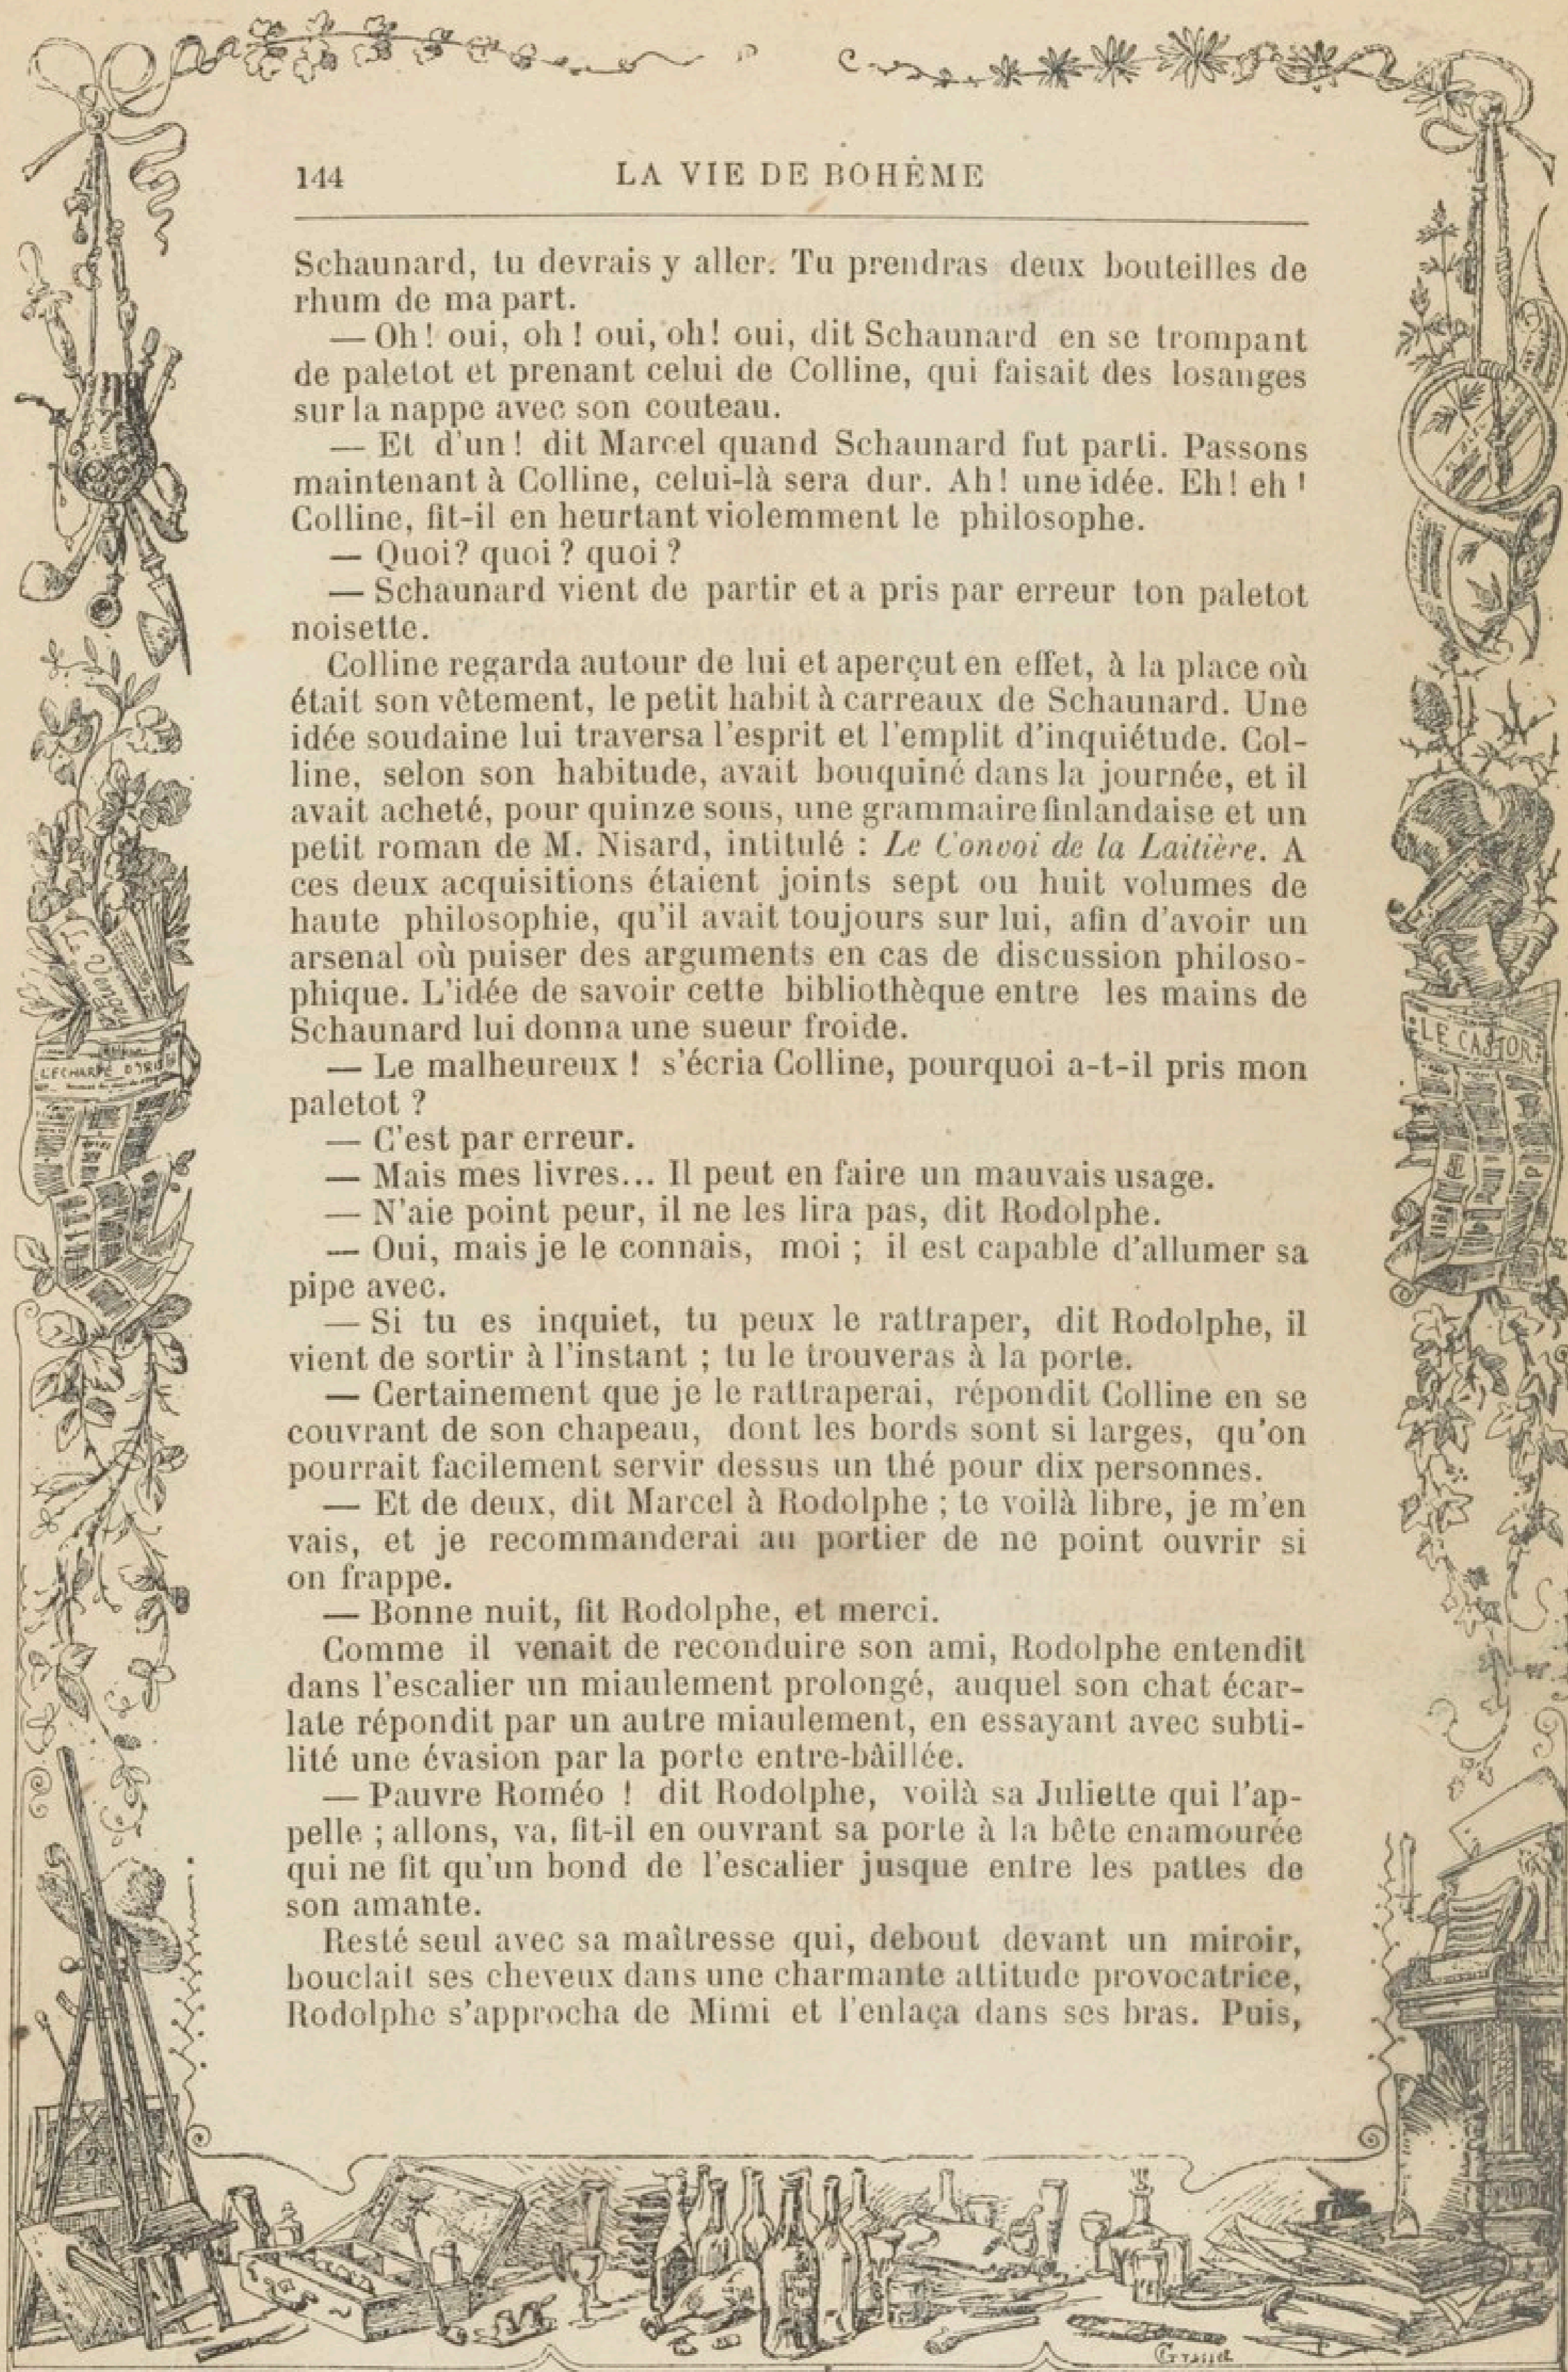 144
LA VIE DE BOHÊME
Schaunard, tu devrais y aller. Tu prendras deux bouteilles de
rhum de ma part.
— Oh! oui, oh! oui, oh! oui, dit Schaunard en se trompant
de paletot et prenant celui de Colline, qui faisait des losanges
sur la nappe avec son couteau.
— Et d'un! dit Marcel quand Schaunard fut parti. Passons
maintenant à Colline, celui-là sera dur. Ah! une idée. Eh! eh!
Colline, fit-il en heurtant violemment le philosophe.
— Quoi? quoi? quoi?
— Schaunard vient de partir et a pris par erreur ton paletot
noisette.
Colline regarda autour de lui et aperçut en effet, à la place où
était son vêtement, le petit habit à carreaux de Schaunard. Une
idée soudaine lui traversa l'esprit et l'emplit d'inquiétude. Col-
line, selon son habitude, avait bouquiné dans la journée, et il
avait acheté, pour quinze sous, une grammaire finlandaise et un
petit roman de M. Nisard, intitulé : Le Convoi de la Laitière. A
ces deux acquisitions étaient joints sept ou huit volumes de
haute philosophie, qu'il avait toujours sur lui, afin d'avoir un
arsenal où puiser des arguments en cas de discussion philoso-
phique. L'idée de savoir cette bibliothèque entre les mains de
Schaunard lui donna une sueur froide.
— Le malheureux ! s'écria Colline, pourquoi a-t-il pris mon
paletot ?
— C'est par erreur.
— Mais mes livres... Il peut en faire un mauvais usage.
— N'aie point peur, il ne les lira pas, dit Rodolphe.
— Oui, mais je le connais, moi ; il est capable d'allumer sa
pipe avec.
— Si tu es inquiet, tu peux le rattraper, dit Rodolphe, il
vient de sortir à l'instant ; tu le trouveras à la porte.
— Certainement que je le rattraperai, répondit Colline en se
couvrant de son chapeau, dont les bords sont si larges, qu'on
pourrait facilement servir dessus un thé pour dix personnes.
— Et de deux, dit Marcel à Rodolphe ; te voilà libre, je m'en
vais, et je recommanderai au portier de ne point ouvrir si
on frappe.
— Bonne nuit, fit Rodolphe, et merci.
Comme il venait de reconduire son ami, Rodolphe entendit
dans l'escalier un miaulement prolongé, auquel son chat écar-
late répondit par un autre miaulement, en essayant avec subti-
lité une évasion par la porte entre-bâillée.
— Pauvre Roméo ! dit Rodolphe, voilà sa Juliette qui l'ap-
pelle ; allons, va, fit-il en ouvrant sa porte à la bête enamourée
qui ne fit qu'un bond de l'escalier jusque entre les pattes de
son amante.
Resté seul avec sa maîtresse qui, debout devant un miroir,
bouclait ses cheveux dans une charmante attitude provocatrice,
Rodolphe s'approcha de Mimi et l'enlaça dans ses bras. Puis,
L'ECHARPE D'IRIS
LE CASTOR
Grasset